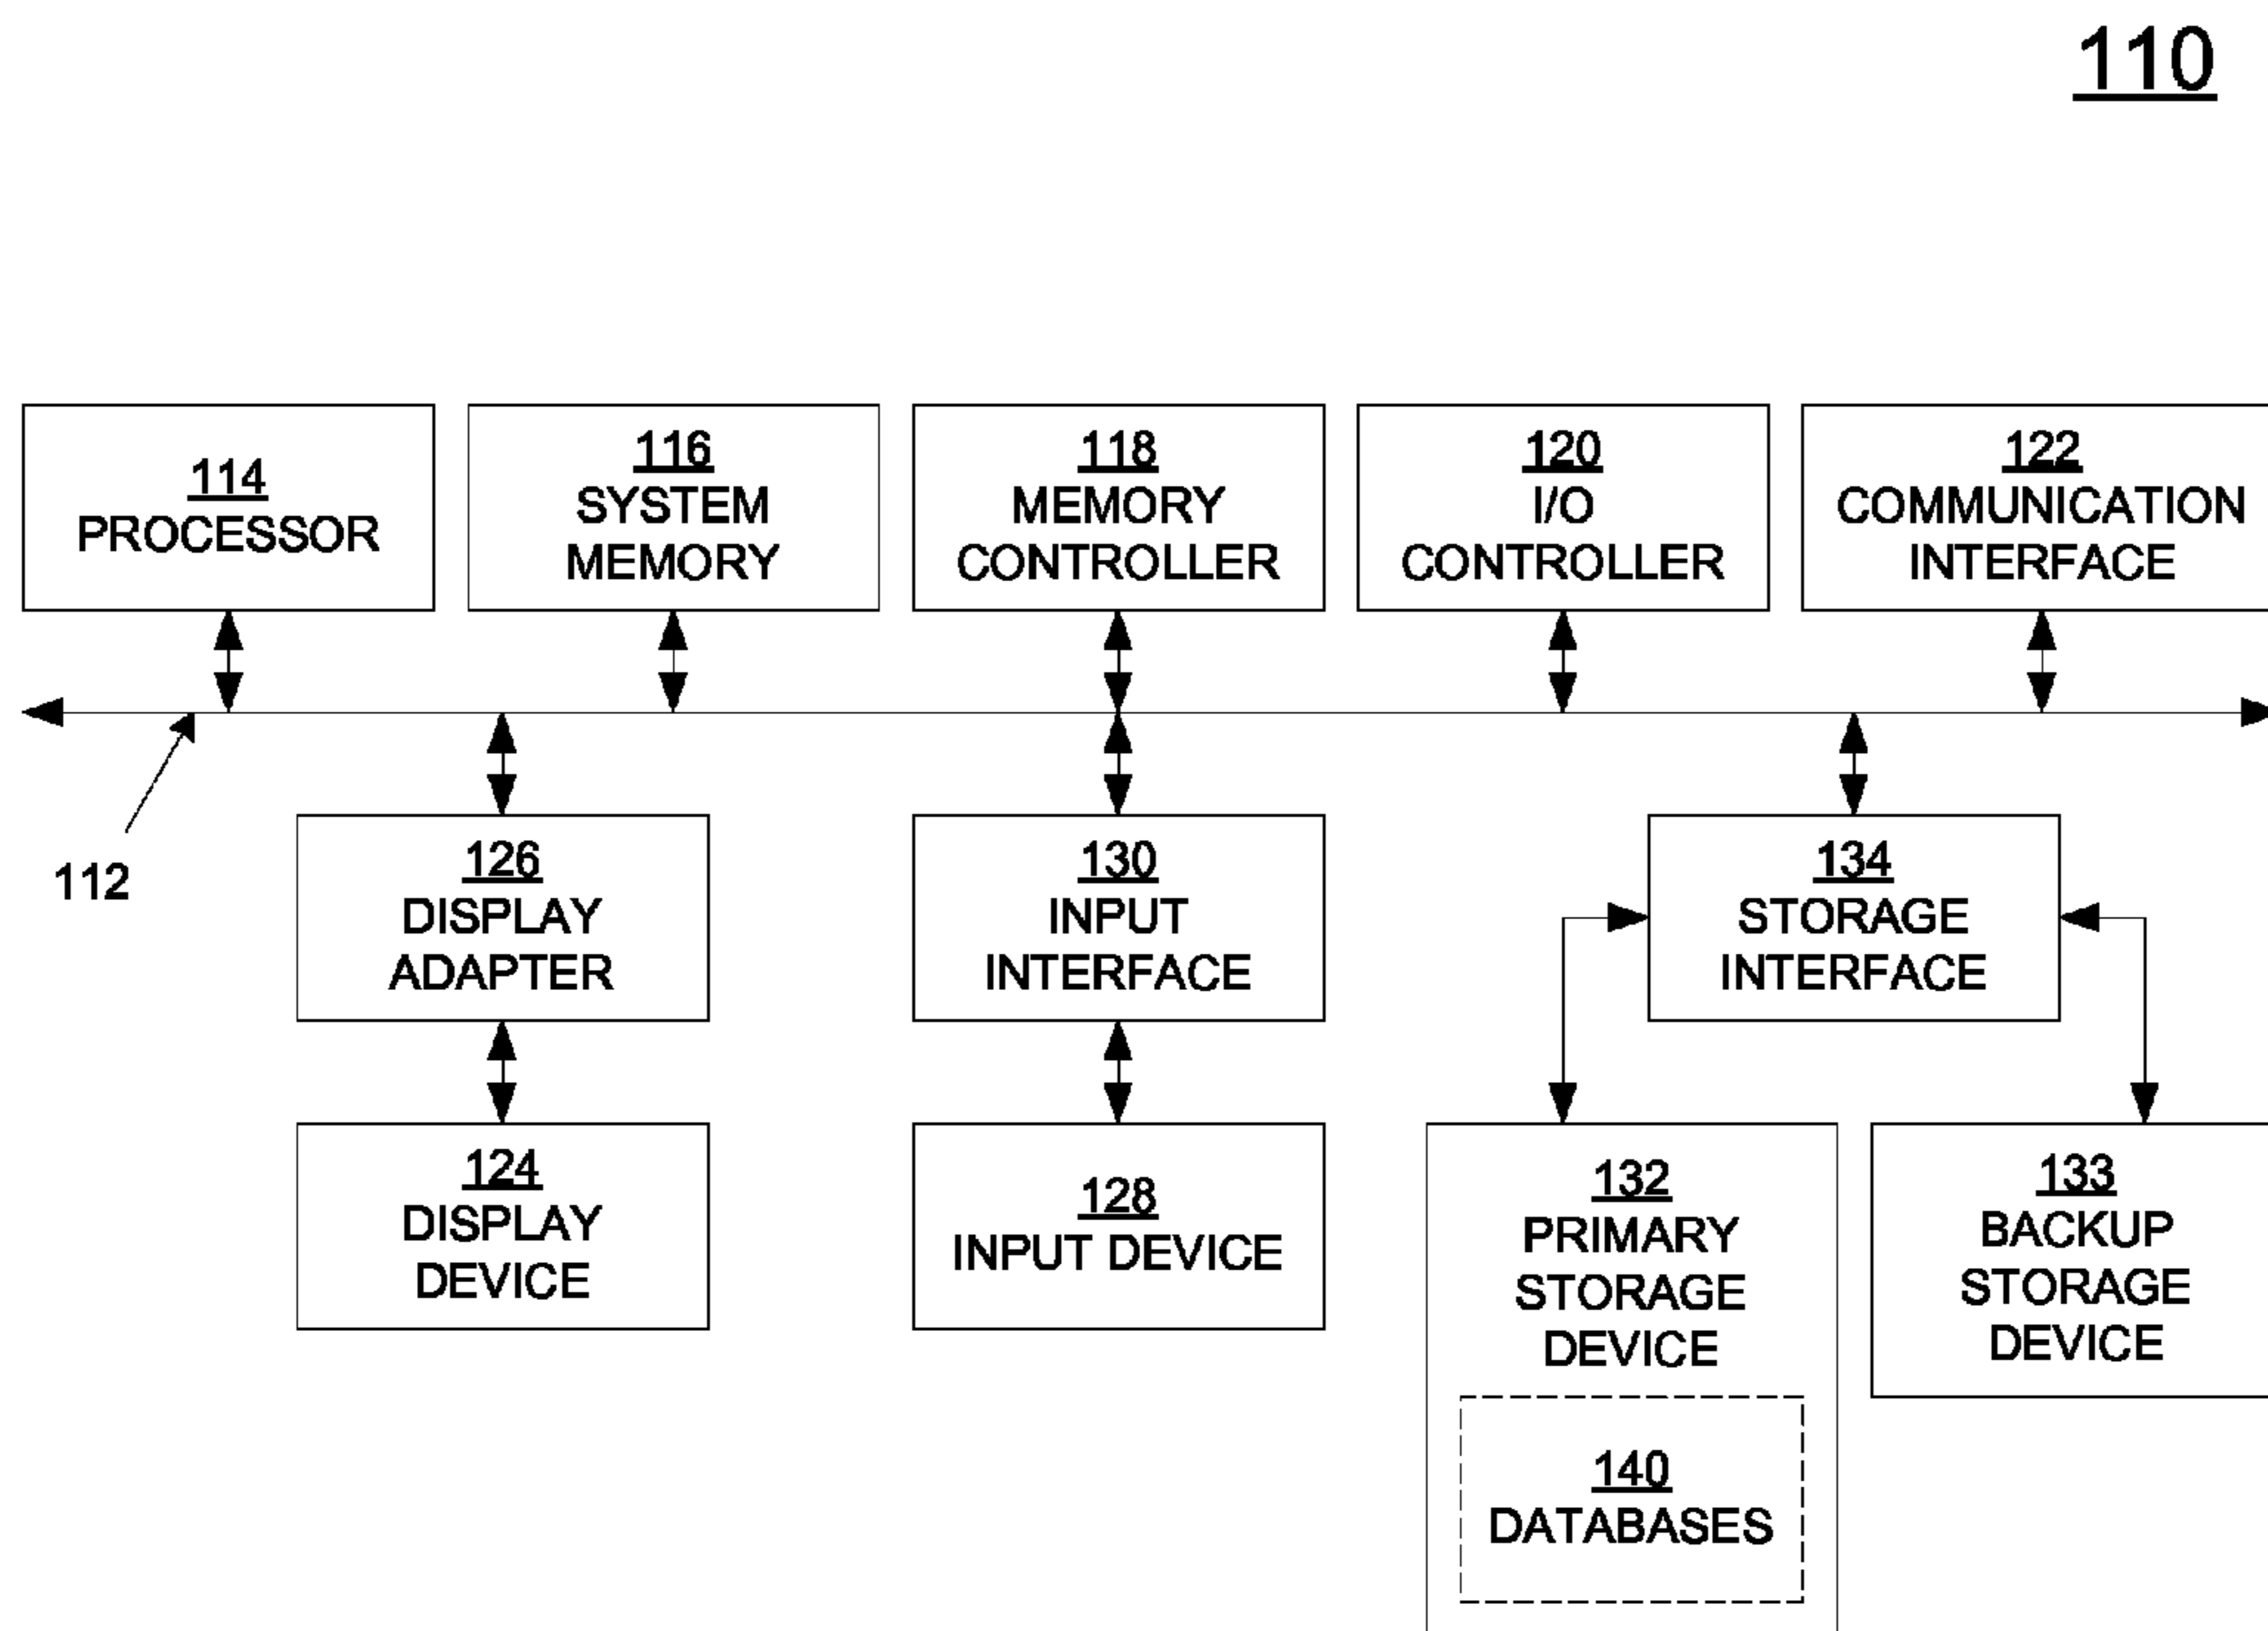 110
114
PROCESSOR
116
SYSTEM
MEMORY
118
MEMORY
CONTROLLER
120
I/O
CONTROLLER
122
COMMUNICATION
INTERFACE
112
126
DISPLAY
ADAPTER
130
INPUT
INTERFACE
134
STORAGE
INTERFACE
124
DISPLAY
DEVICE
128
INPUT DEVICE
132
PRIMARY
STORAGE
DEVICE
133
BACKUP
STORAGE
DEVICE
140
DATABASES